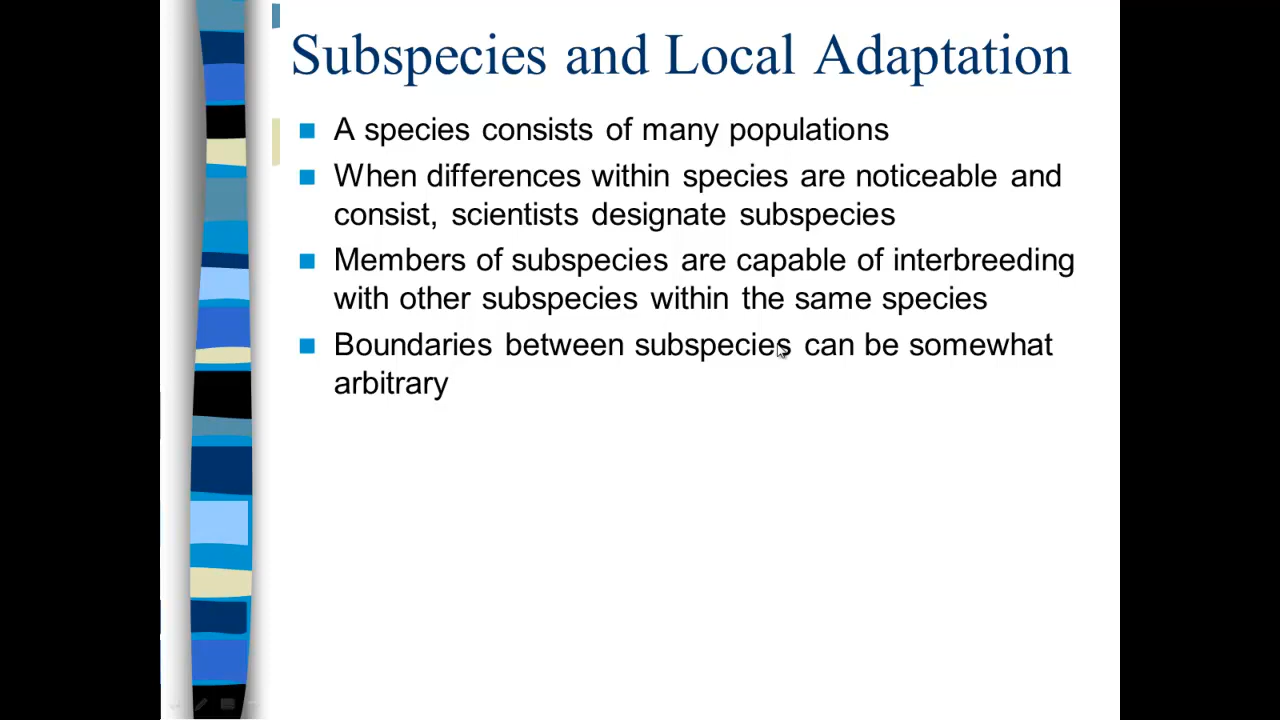 Subspecies and Local Adaptation
A species consists of many populations
When differences within species are noticeable and
consist, scientists designate subspecies
Members of subspecies are capable of interbreeding
with other subspecies within the same species
Boundaries between subspecies can be somewhat
arbitrary